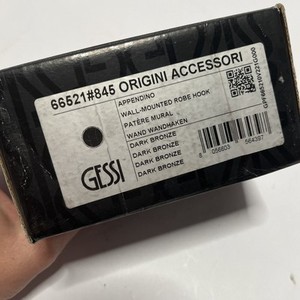 66521#845 ORIGINI ACCESSORI
APPENDINO
WALL-MOUNTED ROBE HOOK
PATÈRE MURAL
WAND WANDHAKEN
DARK BRONZE
DARK BRONZE
DARK BRONZE
DARK BRONZE
GESSI